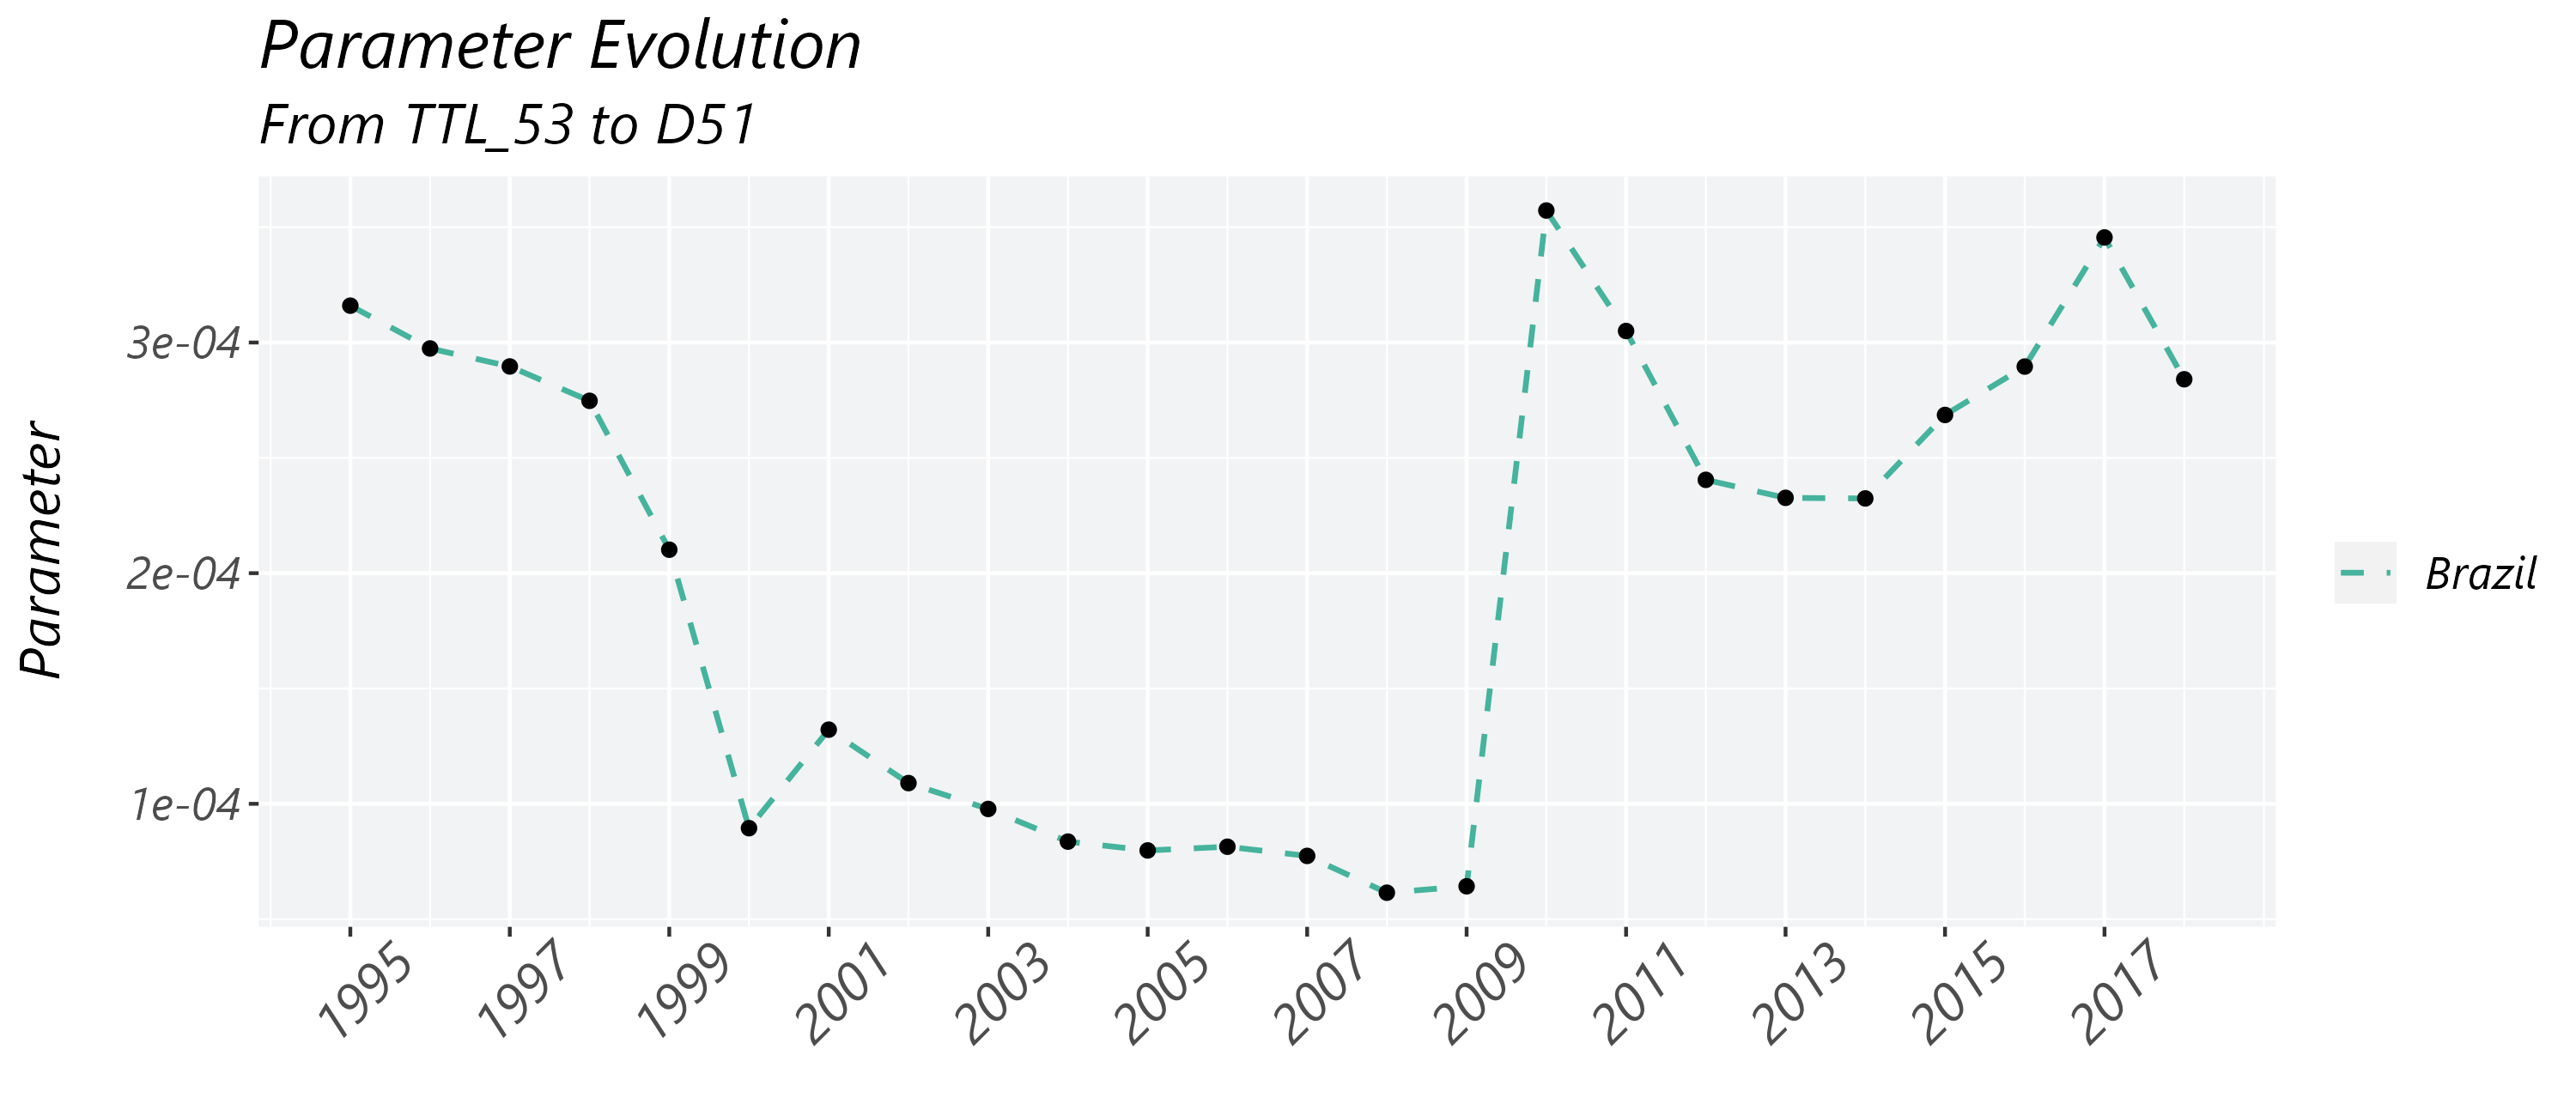 Parameter Evolution
From TTL_53 to D51
Parameter
3e-04
2e-04
1e-04
1995
1997
1999
2001
2003
2005
2007
2009
2011
2013
2015
2017
Brazil